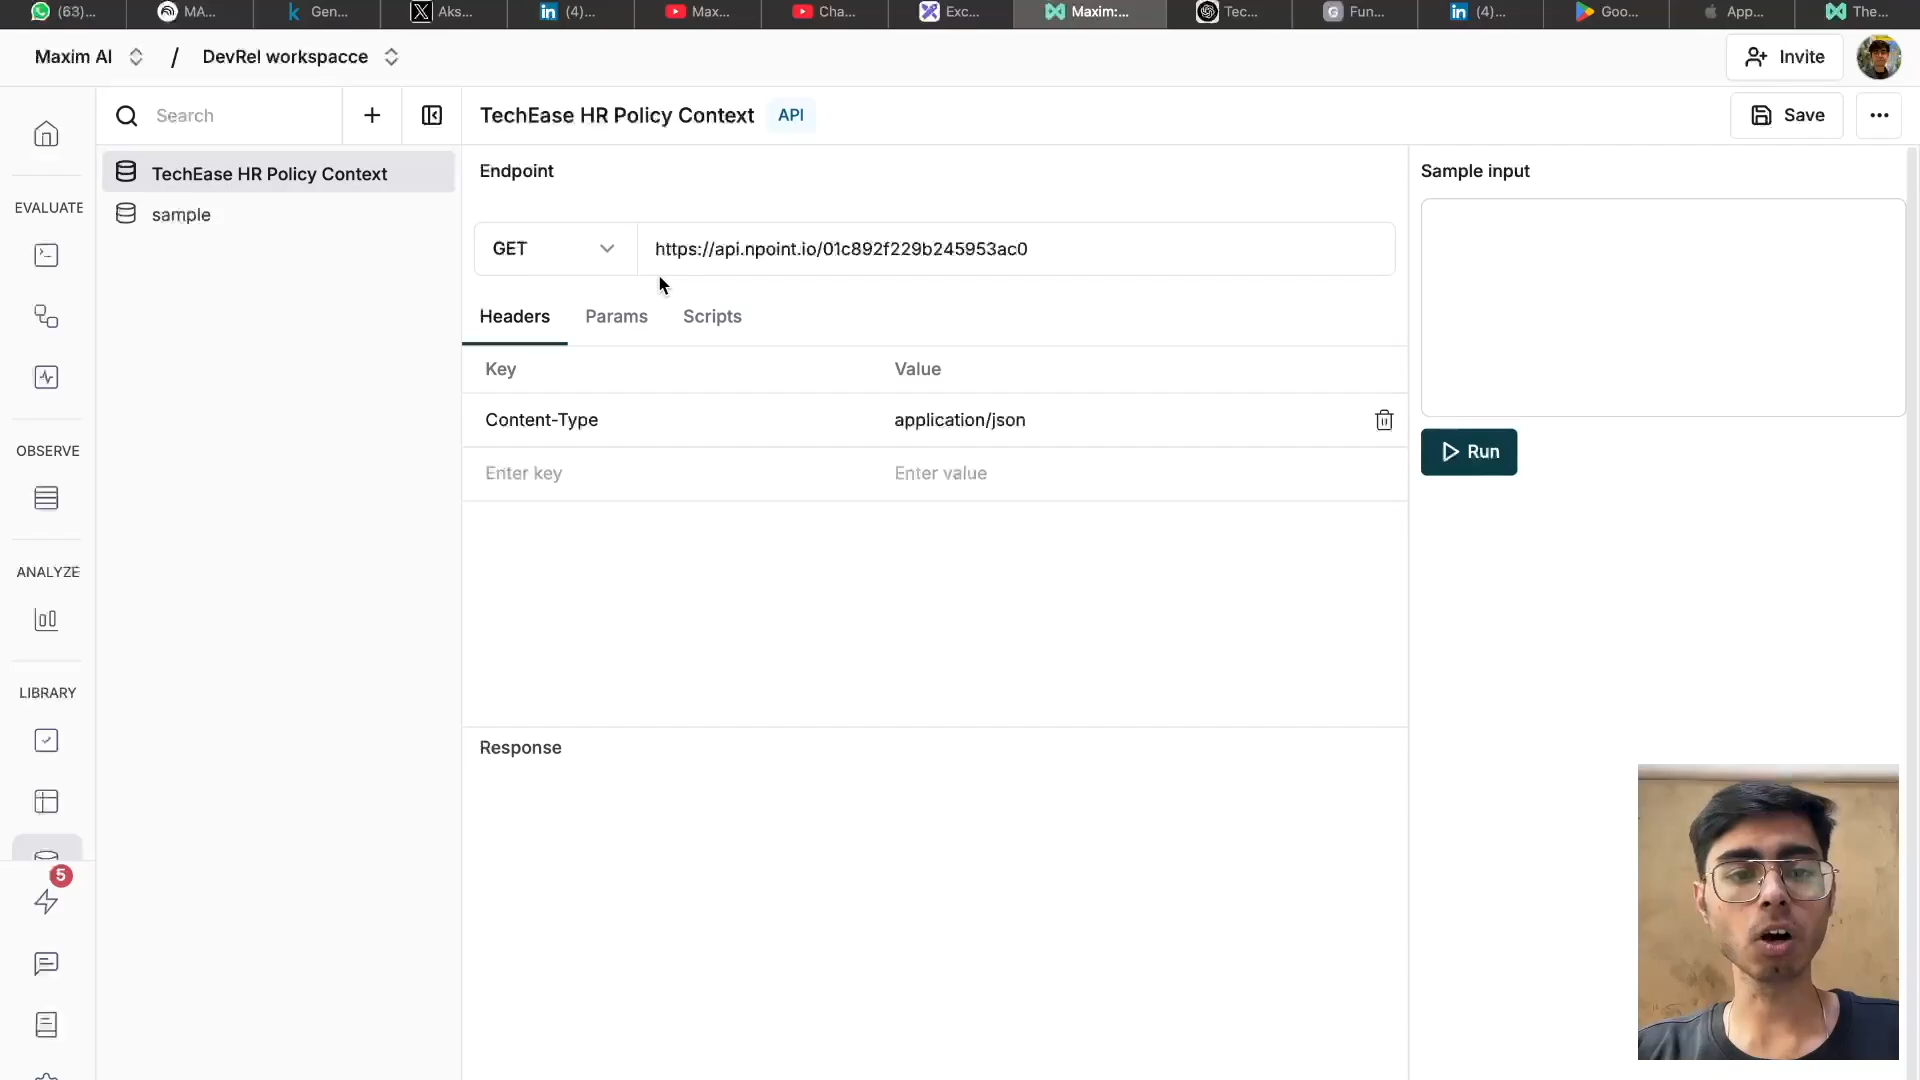 (63)...
MA...
Gen...
Aks...
(4)...
Max...
Cha...
Exc...
Maxim:...
Tec...
Fun...
(4)...
Goo...
App...
The...
Maxim AI / DevRel workspacce
Invite
Search
TechEase HR Policy Context API
Save
TechEase HR Policy Context
sample
EVALUATE
OBSERVE
ANALYZE
LIBRARY
5
Endpoint
GET https://api.npoint.io/01c892f229b245953ac0
Headers Params Scripts
Key Value
Content-Type application/json
Enter key Enter value
Response
Sample input
Run